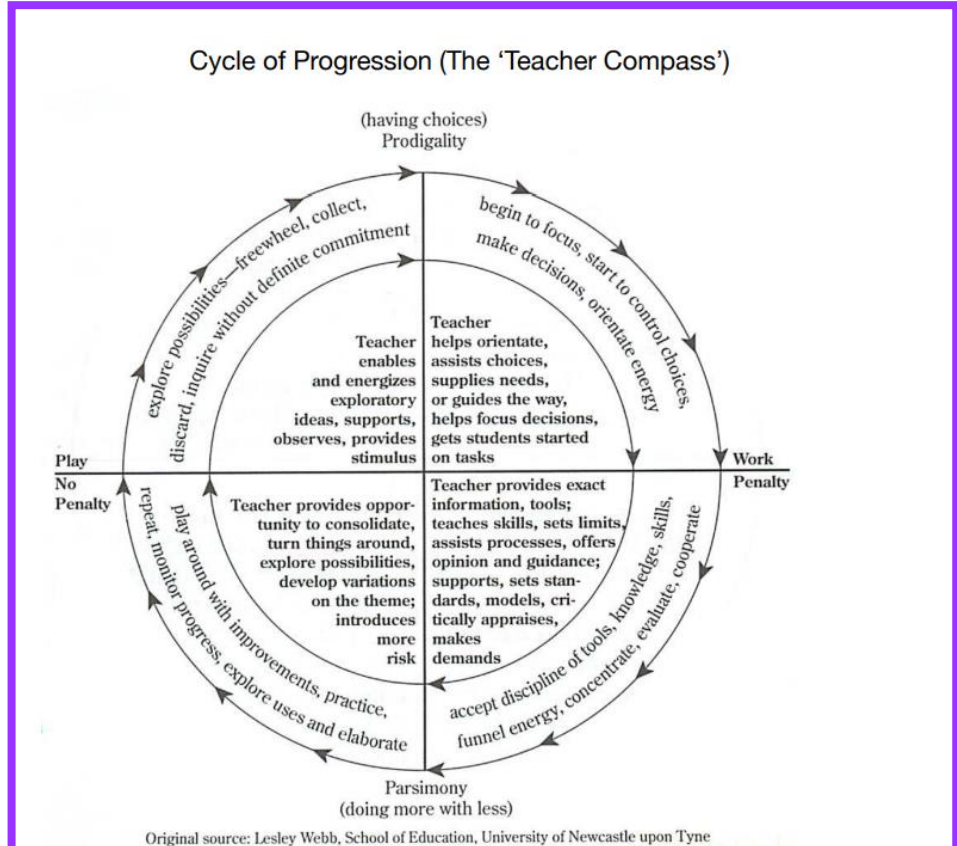 Cycle of Progression (The ‘Teacher Compass’)
(having choices)
Prodigality
explore possibilities—freewheel, collect,
discard, inquire without definite commitment
begin to focus, start to control choices,
make decisions, orientate energy
Teacher
enables
and energizes
exploratory
ideas, supports,
observes, provides
stimulus
Teacher
helps orientate,
assists choices,
supplies needs,
or guides the way,
helps focus decisions,
gets students started
on tasks
Play
No
Penalty
Work
Penalty
Teacher provides oppor-
tunity to consolidate,
turn things around,
explore possibilities,
develop variations
on the theme;
introduces
more
risk
Teacher provides exact
information, tools;
teaches skills, sets limits,
assists processes, offers
opinion and guidance;
supports, sets stan-
dards, models, cri-
tically appraises,
makes
demands
play around with improvements, practice,
repeat, monitor progress, explore uses and elaborate
accept discipline of tools, knowledge, skills,
funnel energy, concentrate, evaluate, cooperate
Parsimony
(doing more with less)
Original source: Lesley Webb, School of Education, University of Newcastle upon Tyne